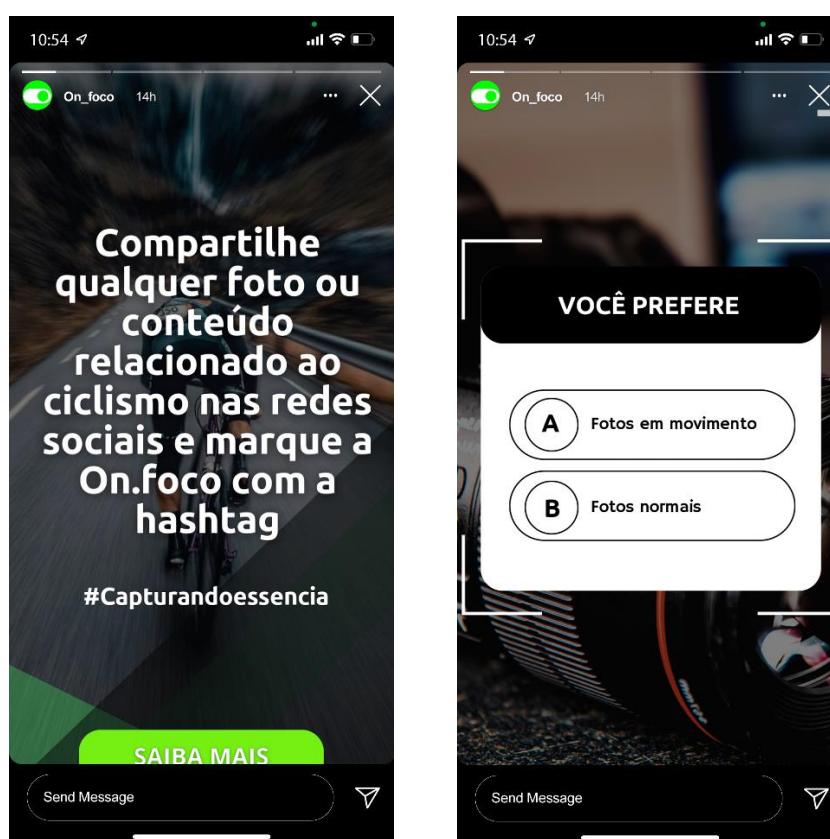 10:54
On_foco 14h
Compartilhe
qualquer foto ou
conteúdo
relacionado ao
ciclismo nas redes
sociais e marque a
On.foco com a
hashtag
#Capturandoessencia
SAIBA MAIS
Send Message
10:54
On_foco 14h
VOCÊ PREFERE
A Fotos em movimento
B Fotos normais
Send Message